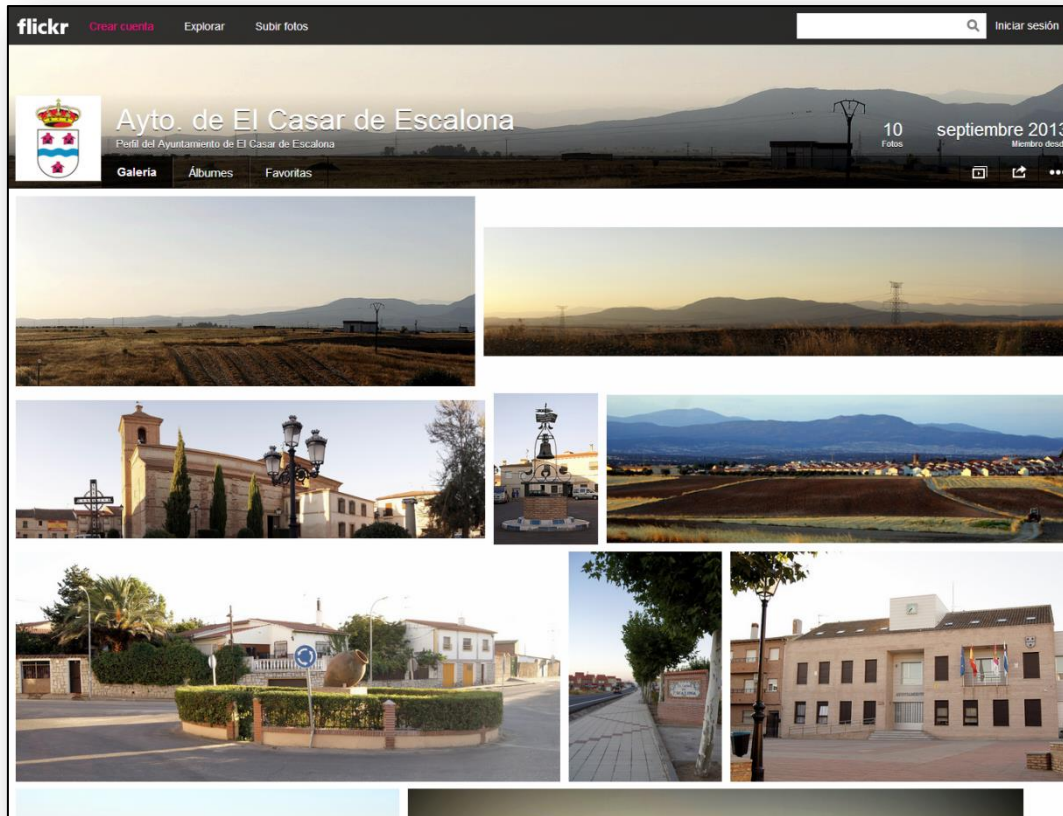 flickr Crear cuenta Explorar Subir fotos Iniciar sesión
Ayto. de El Casar de Escalona
Perfil del Ayuntamiento de El Casar de Escalona
10 septiembre 2013
Fotos Miembro desde
Galería Álbumes Favoritas